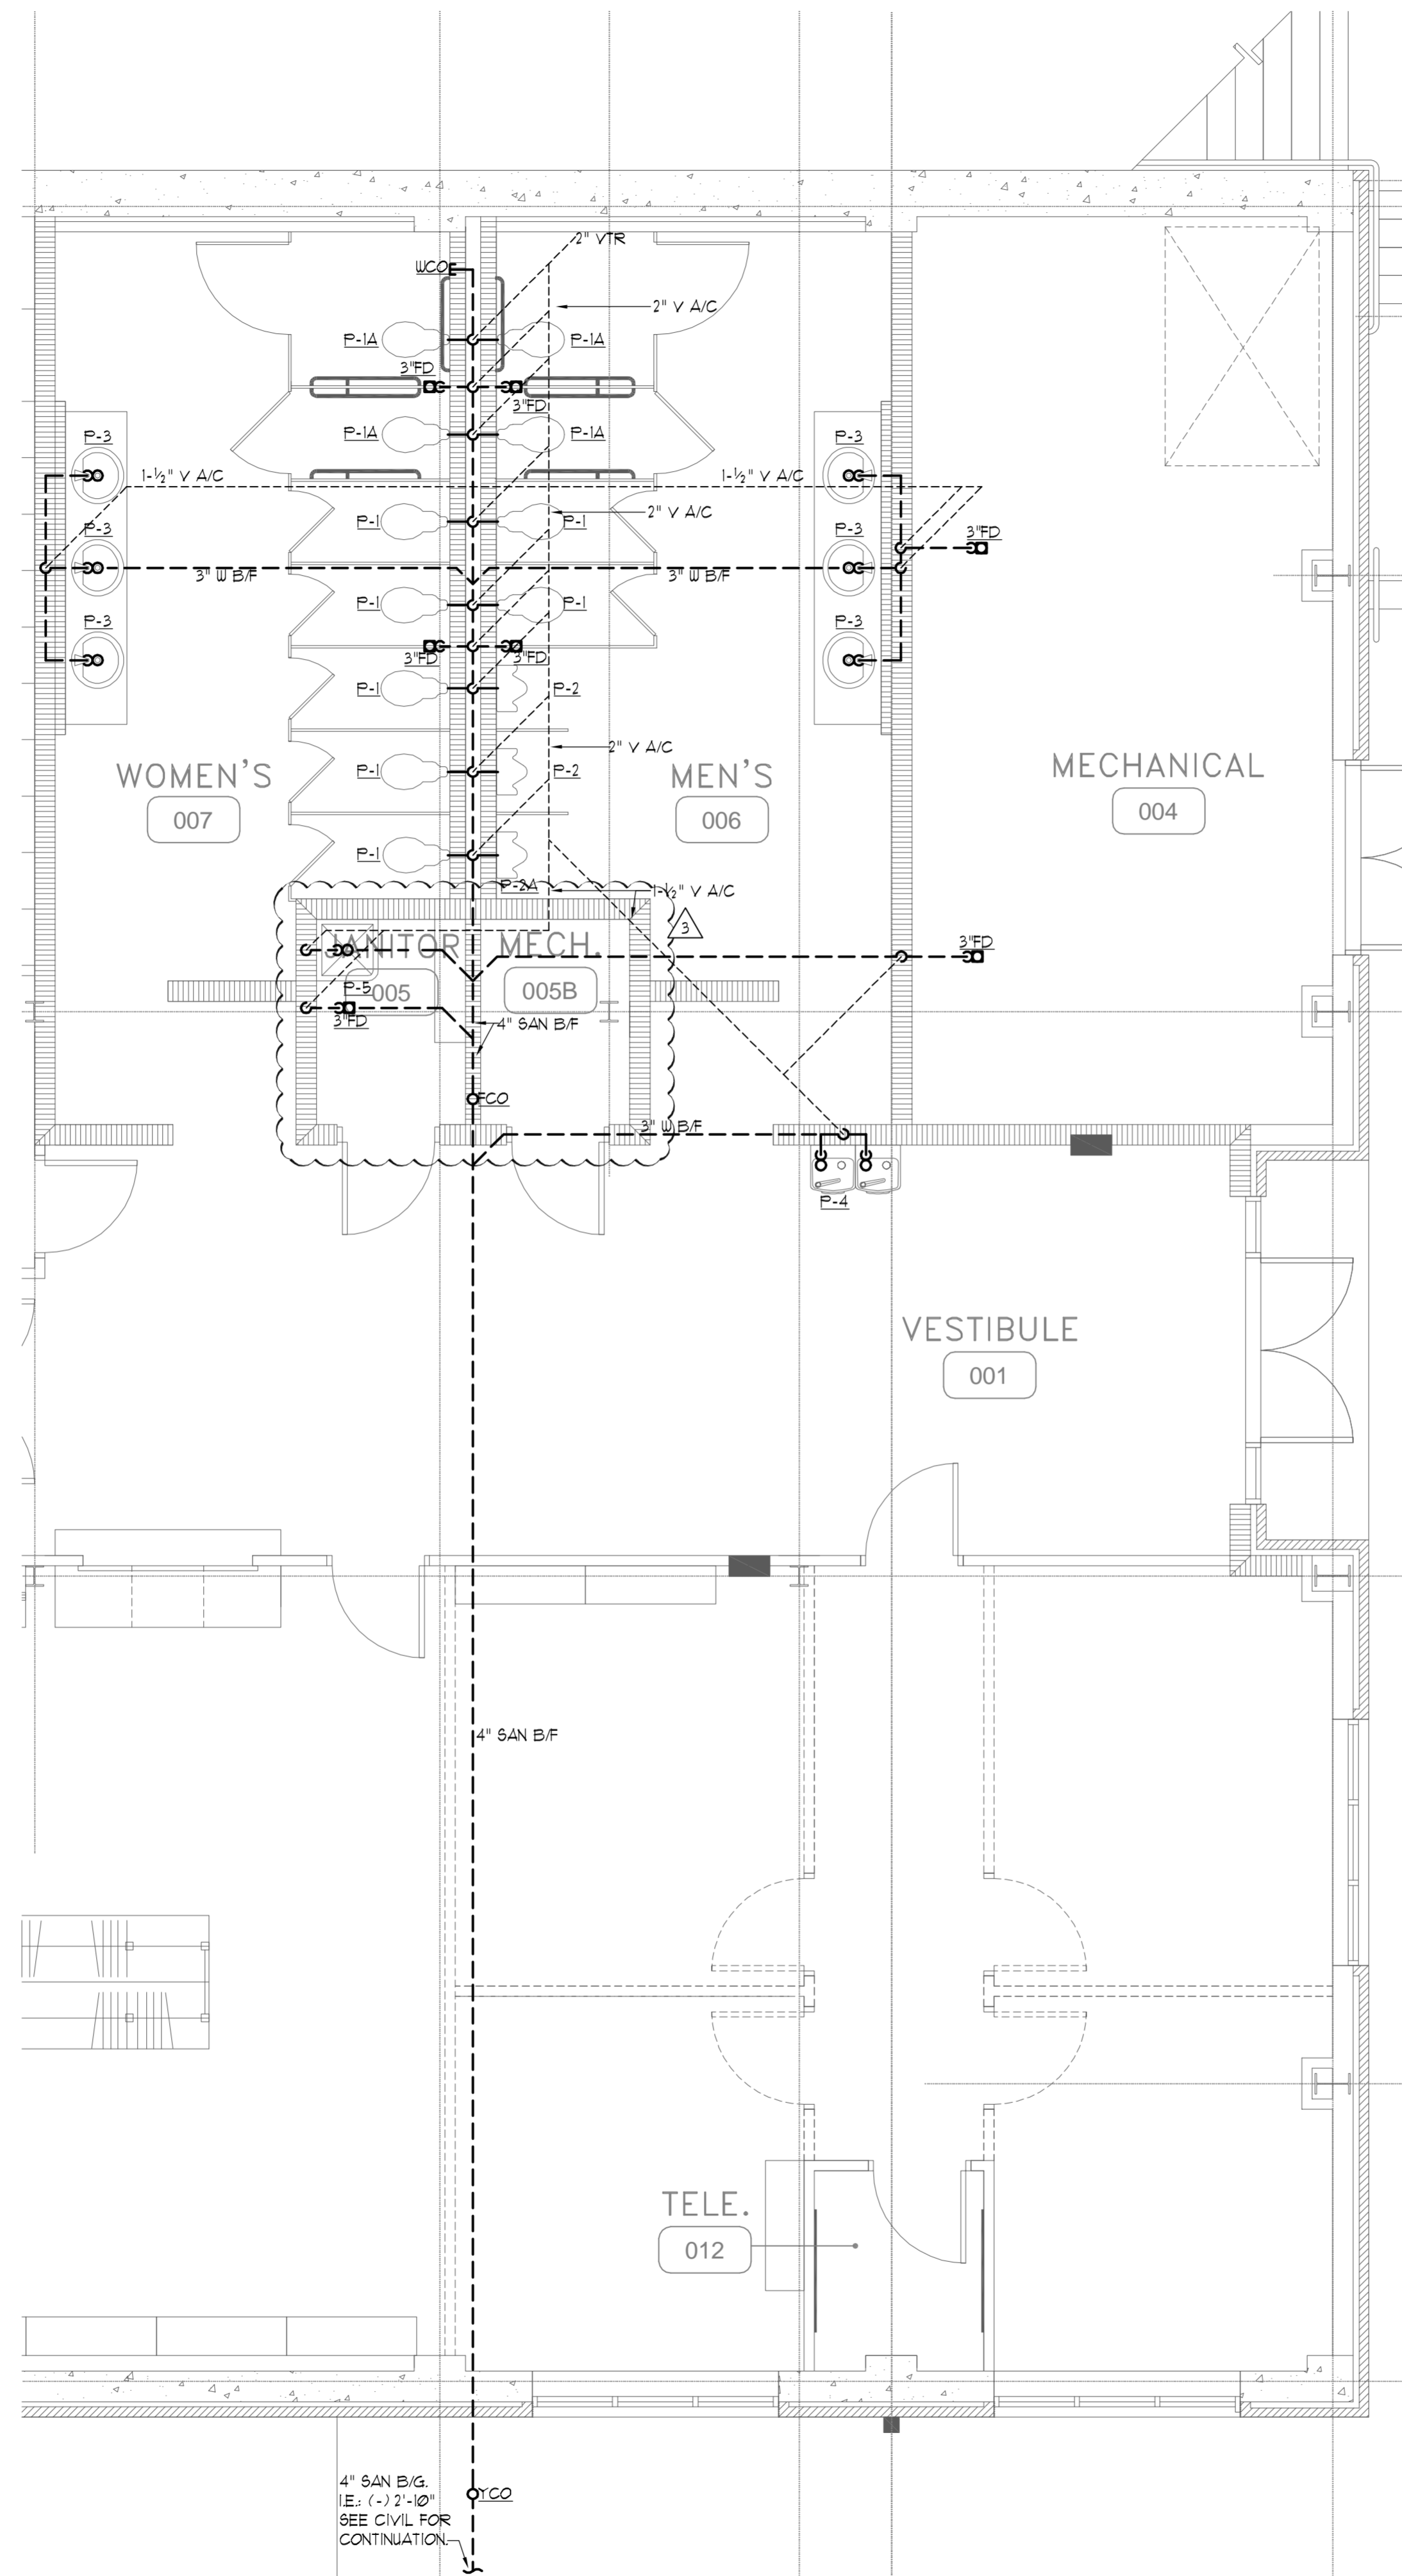 2" VTR
WCO
2" V A/C
P-1A
P-1A
3"FD
3"FD
P-1A
P-1A
P-3
P-3
1-½" V A/C
1-½" V A/C
2" V A/C
P-1
P-1
P-3
P-3
3"FD
3" W B/F
3" W B/F
P-1
P-1
P-3
P-3
3"FD
3"FD
P-1
P-2
2" V A/C
WOMEN'S
007
MEN'S
006
MECHANICAL
004
P-1
P-2
P-1
P-2A
1-½" V A/C
3
JANITOR
005
MECH.
005B
3"FD
P-5
3"FD
4" SAN B/F
FCO
3" W B/F
P-4
VESTIBULE
001
4" SAN B/F
TELE.
012
4" SAN B/G.
I.E.: (-) 2'-10"
SEE CIVIL FOR
CONTINUATION.
YCO